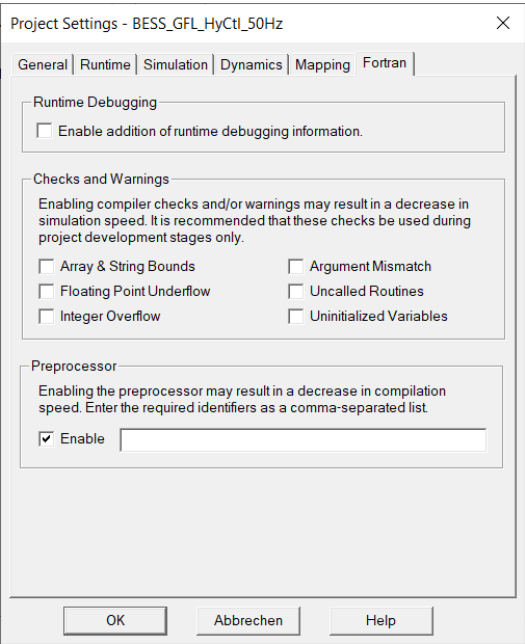 Project Settings - BESS_GFL_HyCtl_50Hz
General Runtime Simulation Dynamics Mapping Fortran
Runtime Debugging
Enable addition of runtime debugging information.
Checks and Warnings
Enabling compiler checks and/or warnings may result in a decrease in
simulation speed. It is recommended that these checks be used during
project development stages only.
Array & String Bounds Argument Mismatch
Floating Point Underflow Uncalled Routines
Integer Overflow Uninitialized Variables
Preprocessor
Enabling the preprocessor may result in a decrease in compilation
speed. Enter the required identifiers as a comma-separated list.
Enable
OK Abbrechen Help